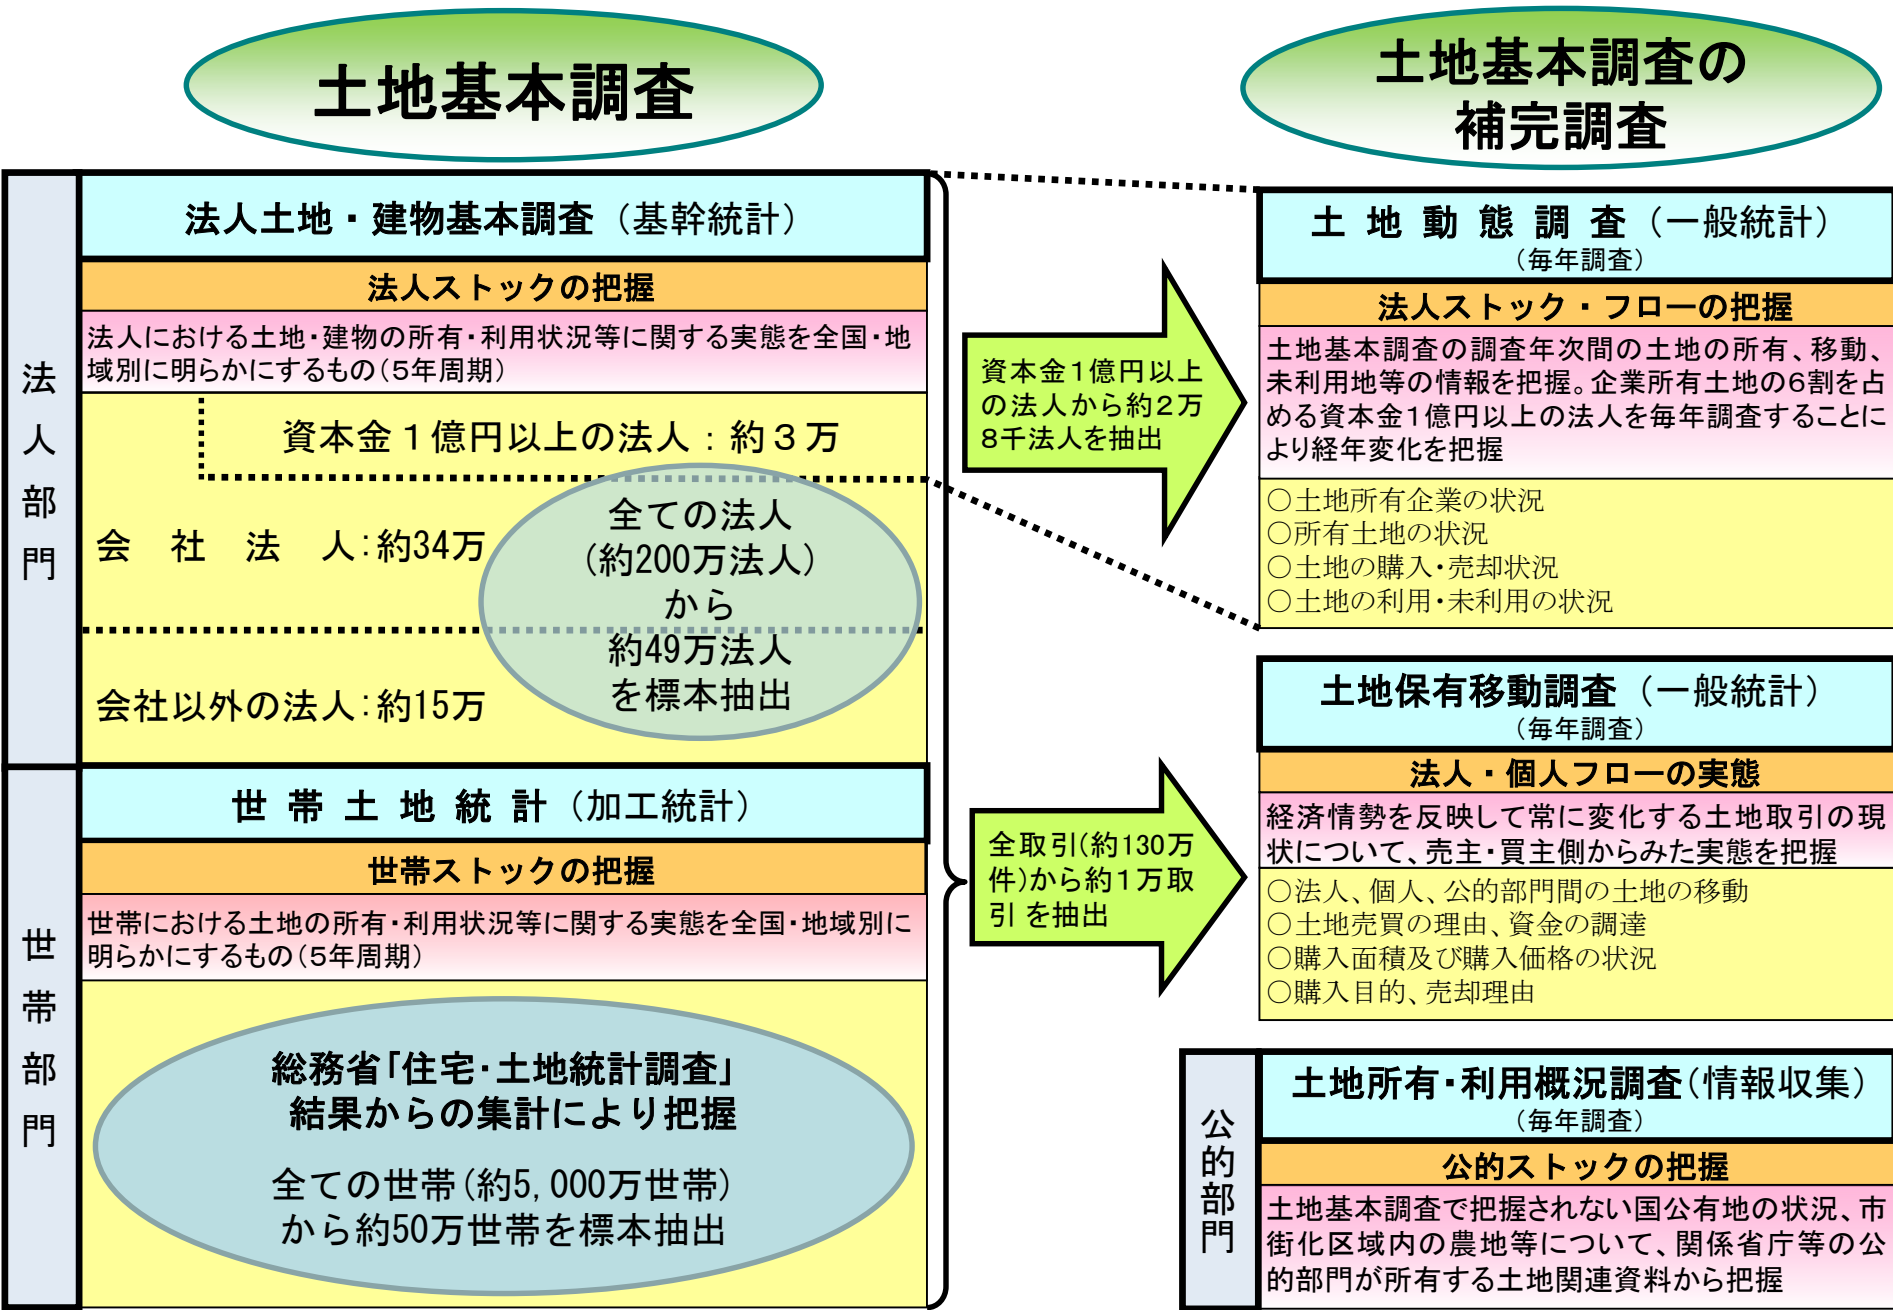 土地基本調査
土地基本調査の
補完調査
法人部門
法人土地・建物基本調査（基幹統計）
法人ストックの把握
法人における土地・建物の所有・利用状況等に関する実態を全国・地
域別に明らかにするもの（５年周期）
資本金１億円以上の法人：約３万
会社法人：約34万
会社以外の法人：約15万
全ての法人
(約200万法人)
から
約49万法人
を標本抽出
世帯部門
世帯土地統計（加工統計）
世帯ストックの把握
世帯における土地の所有・利用状況等に関する実態を全国・地域別に
明らかにするもの（５年周期）
総務省「住宅・土地統計調査」
結果からの集計により把握
全ての世帯(約5,000万世帯)
から約50万世帯を標本抽出
資本金１億円以上
の法人から約２万
８千法人を抽出
全取引(約130万
件)から約１万取
引 を抽出
土地動態調査（一般統計）
（毎年調査）
法人ストック・フローの把握
土地基本調査の調査年次間の土地の所有、移動、
未利用地等の情報を把握。企業所有土地の６割を占
める資本金１億円以上の法人を毎年調査することに
より経年変化を把握
○土地所有企業の状況
○所有土地の状況
○土地の購入・売却状況
○土地の利用・未利用の状況
土地保有移動調査（一般統計）
（毎年調査）
法人・個人フローの実態
経済情勢を反映して常に変化する土地取引の現
状について、売主・買主側からみた実態を把握
○法人、個人、公的部門間の土地の移動
○土地売買の理由、資金の調達
○購入面積及び購入価格の状況
○購入目的、売却理由
公的部門
土地所有・利用概況調査（情報収集）
（毎年調査）
公的ストックの把握
土地基本調査で把握されない国公有地の状況、市
街化区域内の農地等について、関係省庁等の公
的部門が所有する土地関連資料から把握